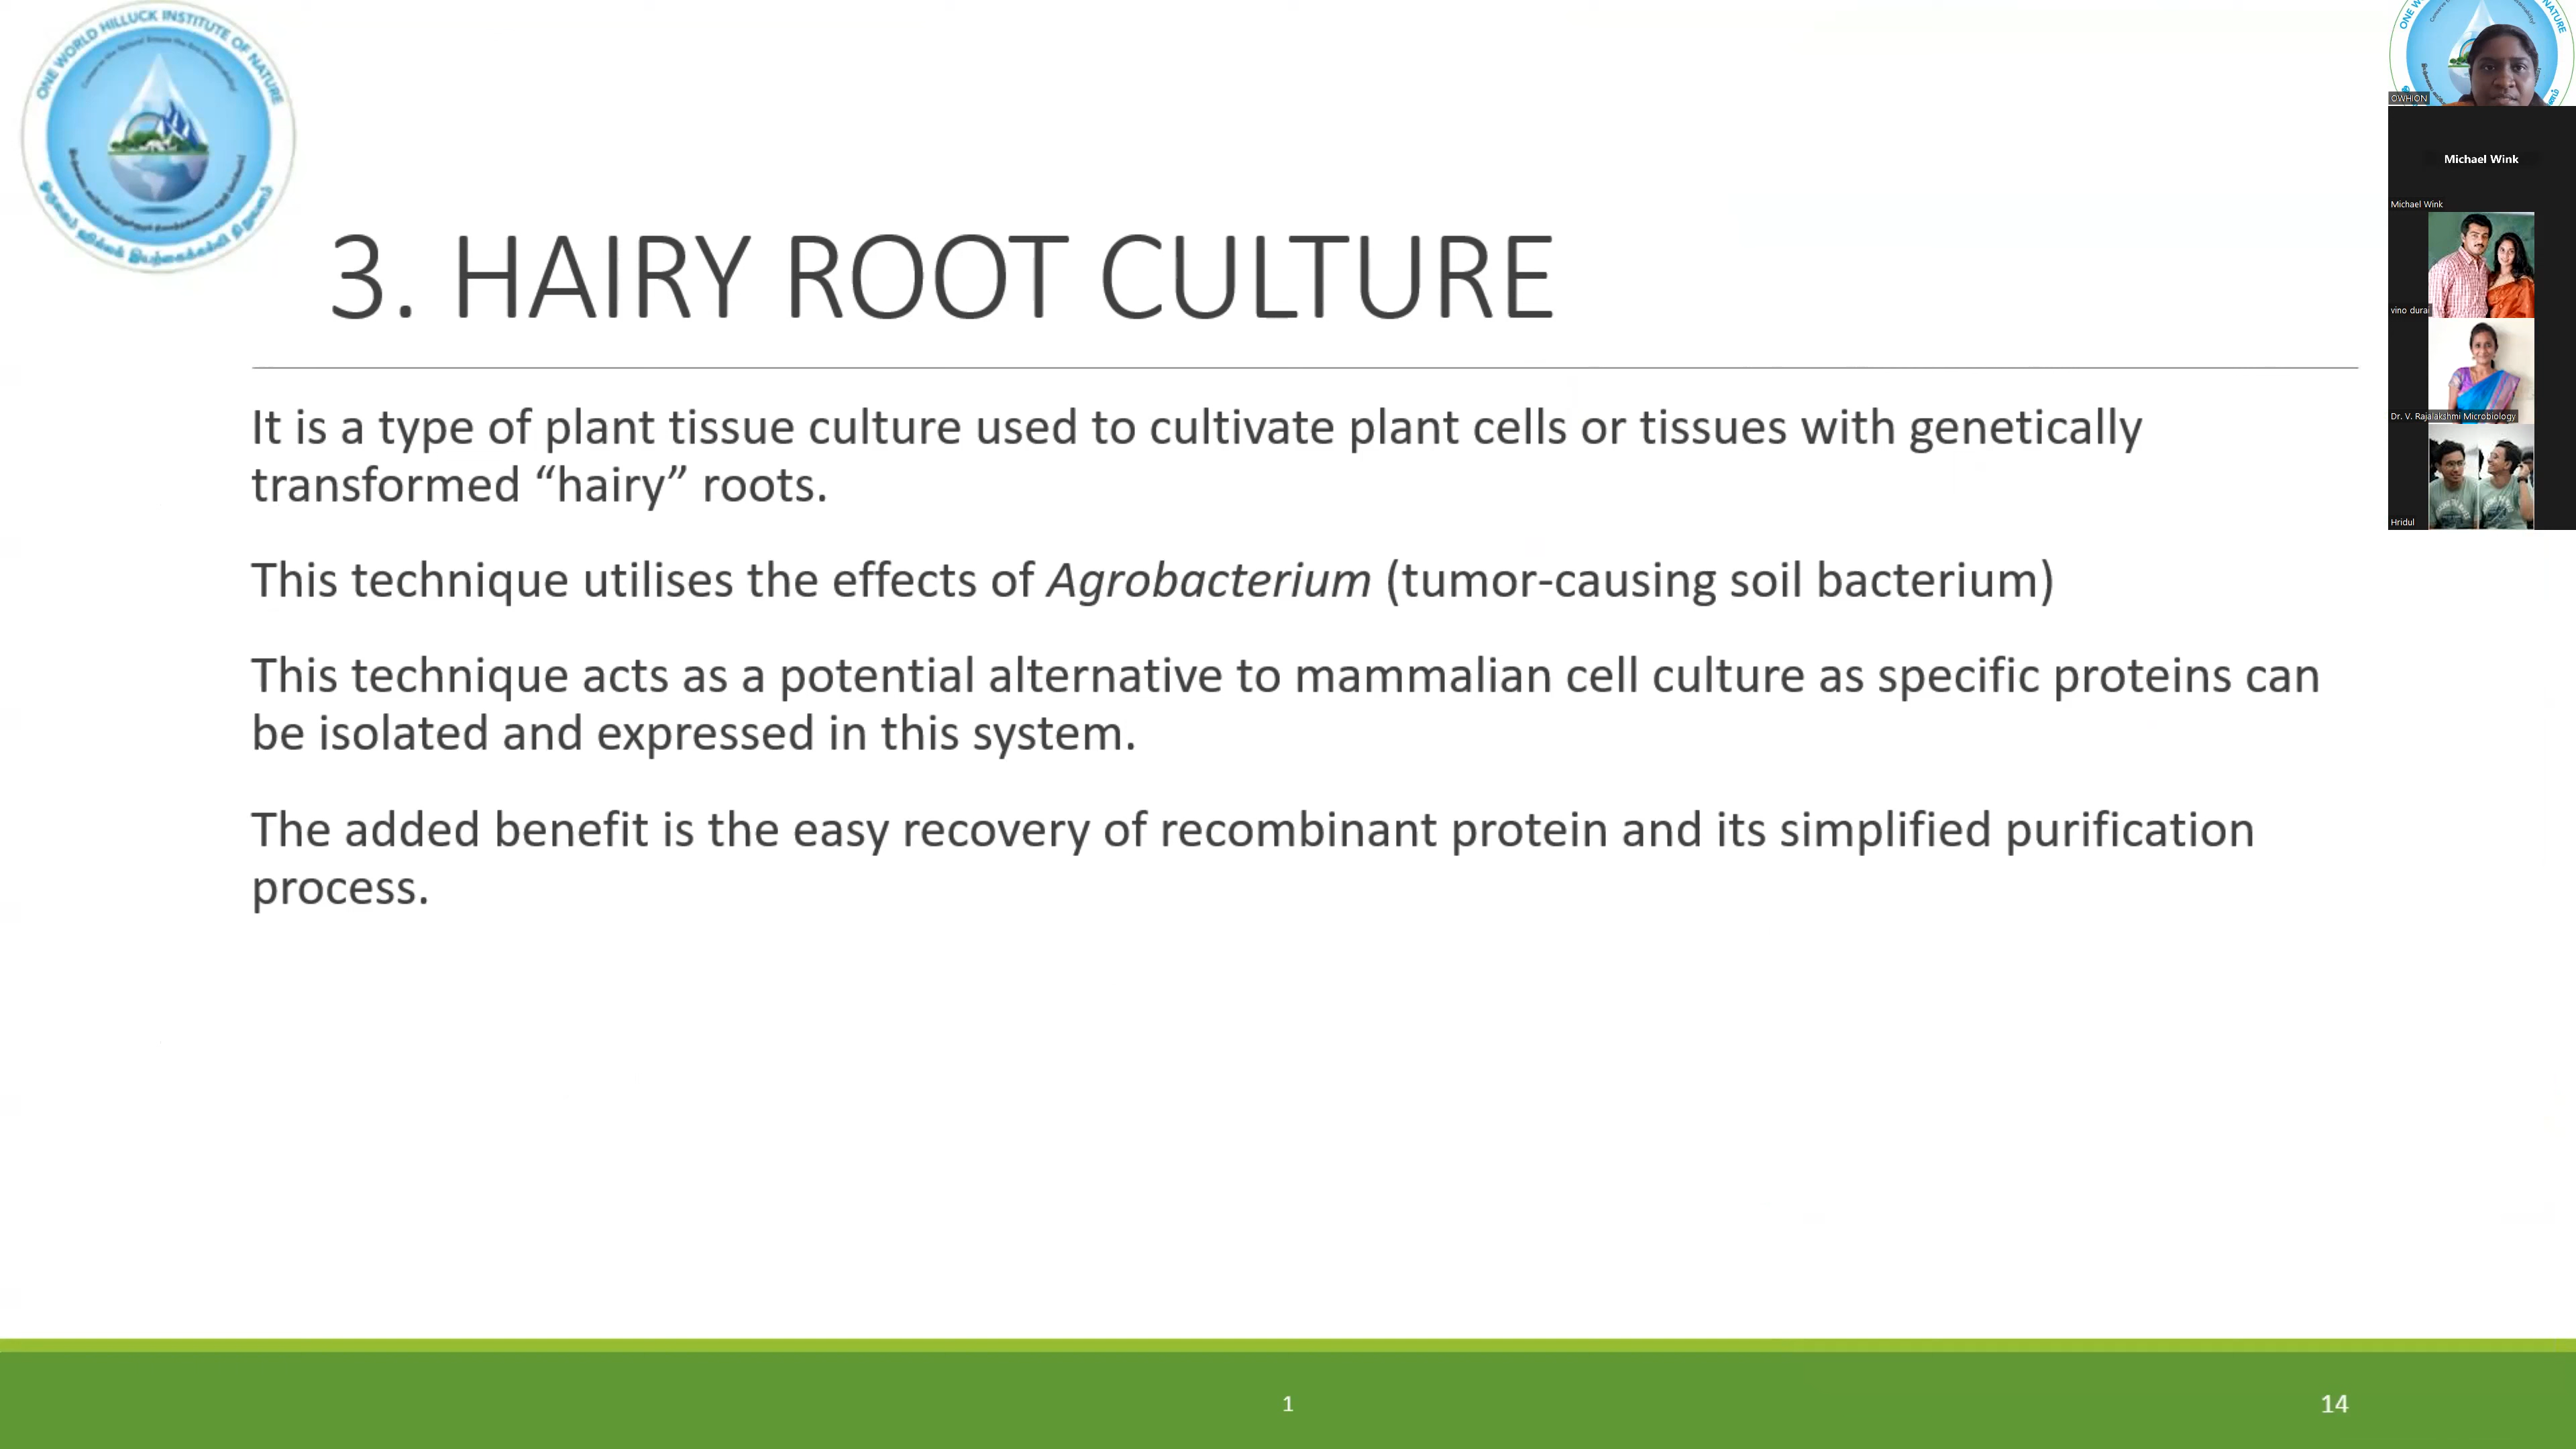 ONE WORLD HILLUCK INSTITUTE OF NATURE
3. HAIRY ROOT CULTURE
It is a type of plant tissue culture used to cultivate plant cells or tissues with genetically
transformed “hairy” roots.
This technique utilises the effects of Agrobacterium (tumor-causing soil bacterium)
This technique acts as a potential alternative to mammalian cell culture as specific proteins can
be isolated and expressed in this system.
The added benefit is the easy recovery of recombinant protein and its simplified purification
process.
1
14
OWHION
Michael Wink
Michael Wink
vino durai
Dr. V. Rajalakshmi Microbiology
Hridul